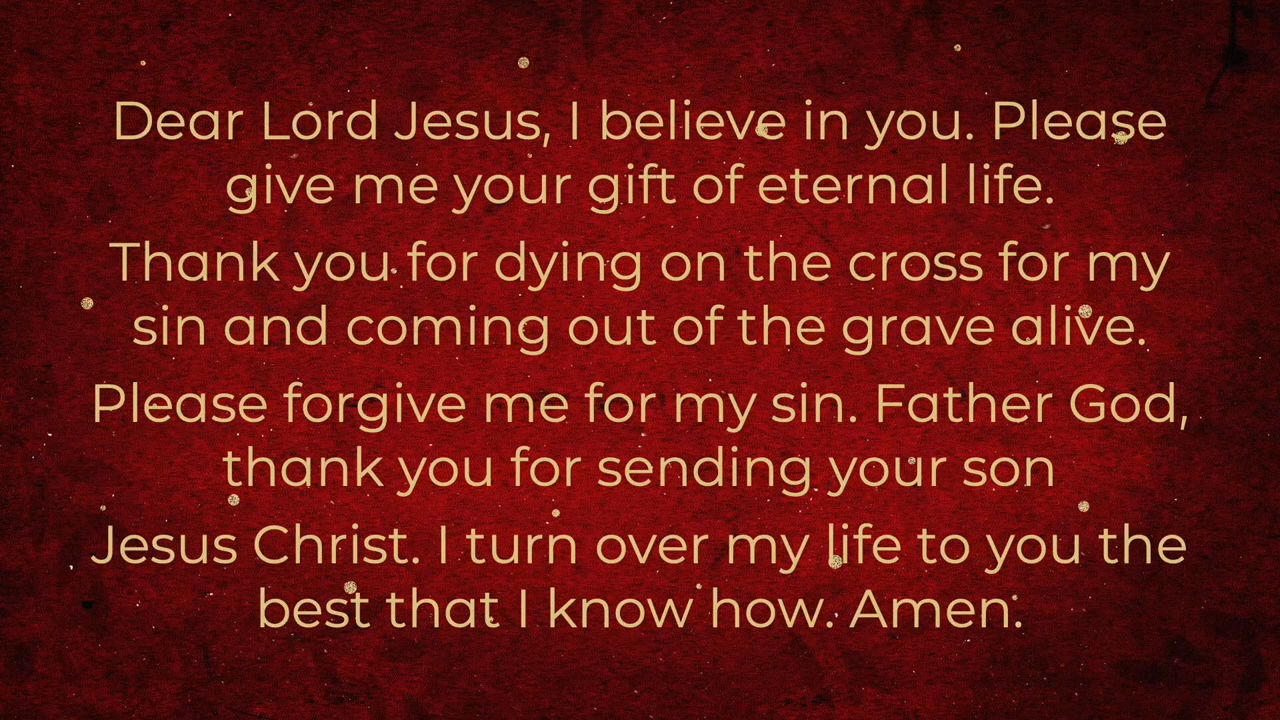 Dear Lord Jesus, I believe in you. Please
give me your gift of eternal life.
Thank you for dying on the cross for my
sin and coming out of the grave alive.
Please forgive me for my sin. Father God,
thank you for sending your son
Jesus Christ. I turn over my life to you the
best that I know how. Amen.